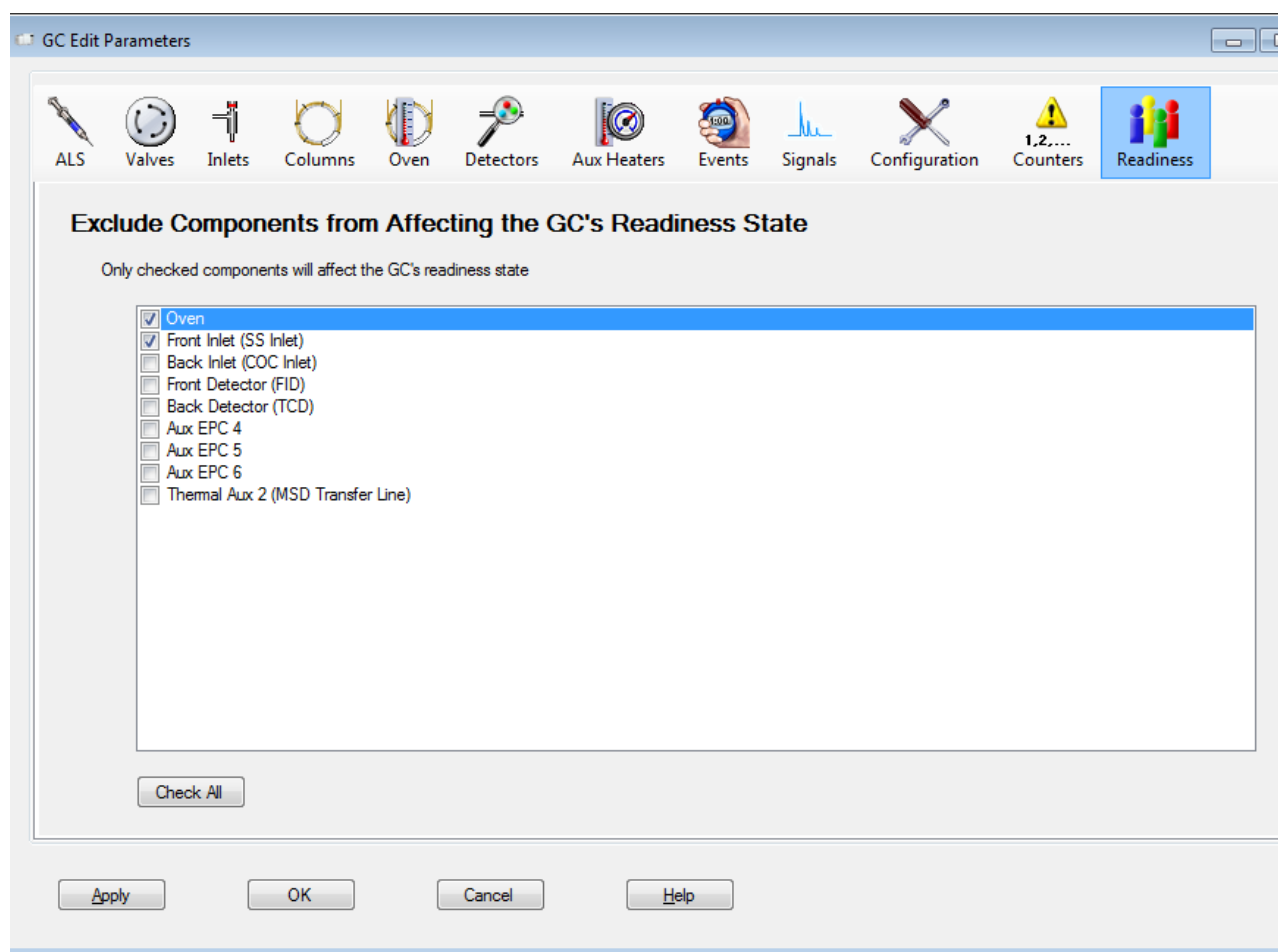 GC Edit Parameters
1:00
1,2,...
ALS Valves Inlets Columns Oven Detectors Aux Heaters Events Signals Configuration Counters Readiness
Exclude Components from Affecting the GC's Readiness State
Only checked components will affect the GC's readiness state
Oven
Front Inlet (SS Inlet)
Back Inlet (COC Inlet)
Front Detector (FID)
Back Detector (TCD)
Aux EPC 4
Aux EPC 5
Aux EPC 6
Thermal Aux 2 (MSD Transfer Line)
Check All
Apply OK Cancel Help